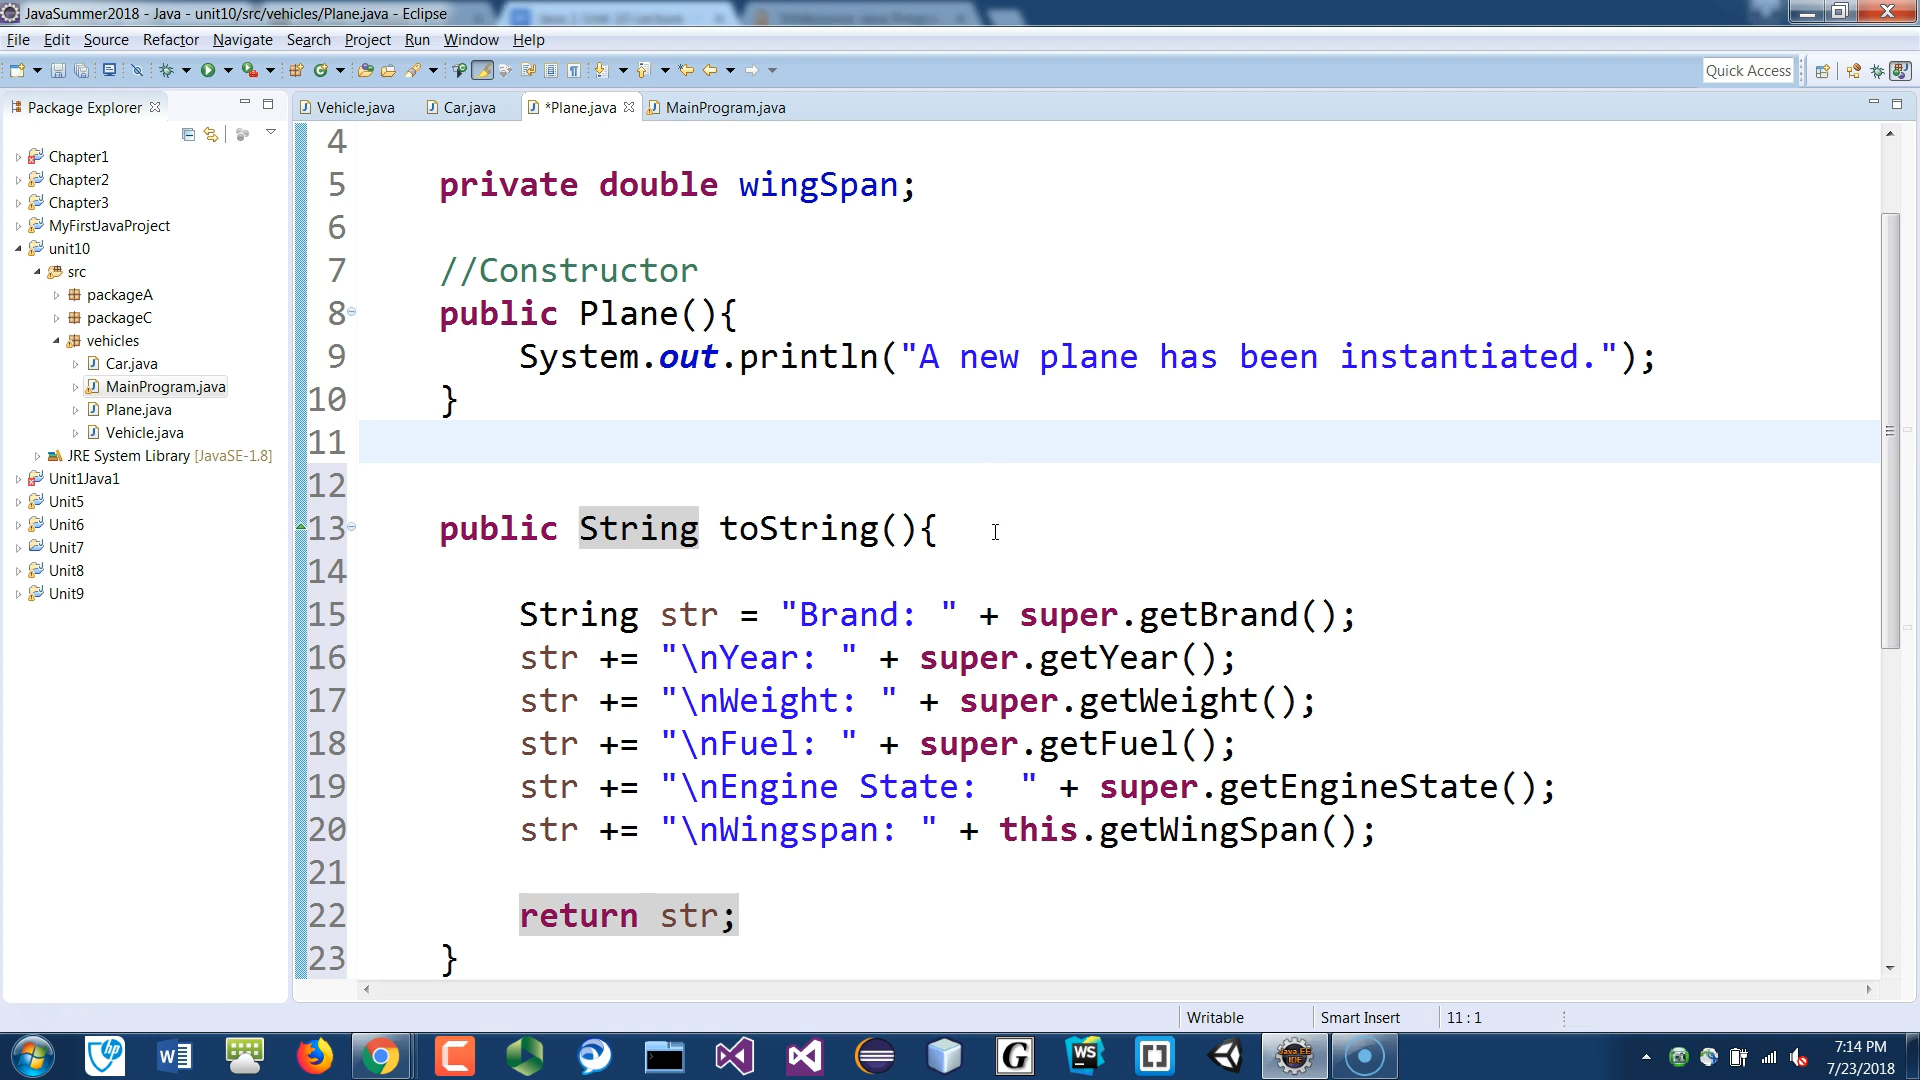 JavaSummer2018 - Java - unit10/src/vehicles/Plane.java - Eclipse
File Edit Source Refactor Navigate Search Project Run Window Help
Quick Access
Package Explorer
Vehicle.java Car.java *Plane.java MainProgram.java
Chapter1
Chapter2
Chapter3
MyFirstJavaProject
unit10
src
packageA
packageC
vehicles
Car.java
MainProgram.java
Plane.java
Vehicle.java
JRE System Library [JavaSE-1.8]
Unit1Java1
Unit5
Unit6
Unit7
Unit8
Unit9
4
5 private double wingSpan;
6
7 //Constructor
8 public Plane(){
9 System.out.println("A new plane has been instantiated.");
10 }
11
12
13 public String toString(){
14
15 String str = "Brand: " + super.getBrand();
16 str += "\nYear: " + super.getYear();
17 str += "\nWeight: " + super.getWeight();
18 str += "\nFuel: " + super.getFuel();
19 str += "\nEngine State:  " + super.getEngineState();
20 str += "\nWingspan: " + this.getWingSpan();
21
22 return str;
23 }
Writable Smart Insert 11 : 1
7:14 PM
7/23/2018